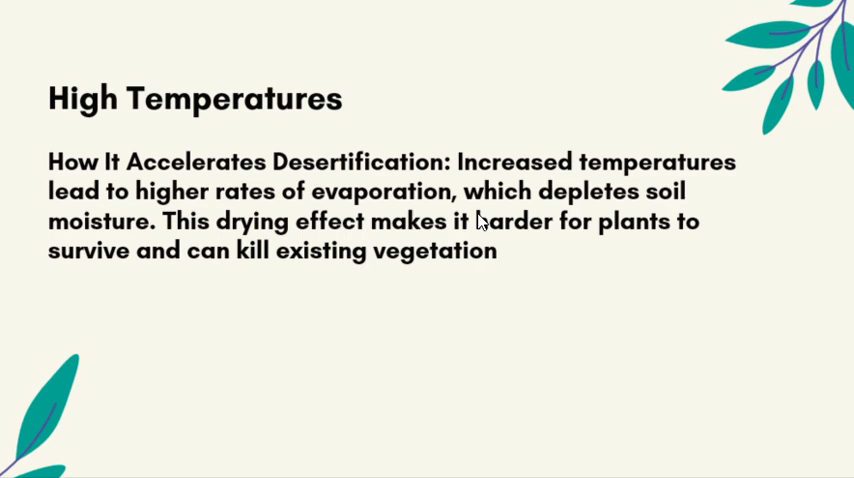 High Temperatures
How It Accelerates Desertification: Increased temperatures
lead to higher rates of evaporation, which depletes soil
moisture. This drying effect makes it harder for plants to
survive and can kill existing vegetation